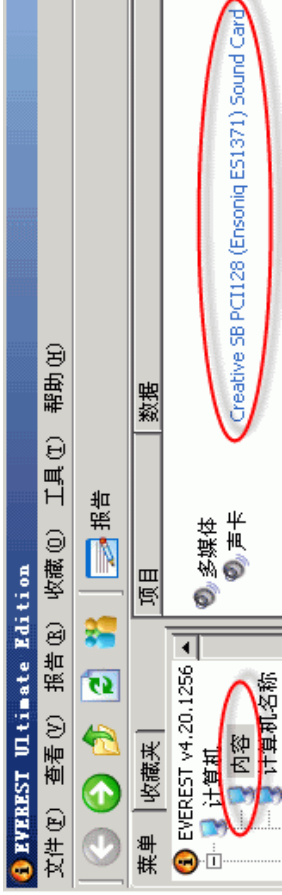 EVEREST Ultimate Edition
文件(F) 查看(V) 报告(R) 收藏(O) 工具(T) 帮助(H)
报告
菜单 收藏夹 项目 数据
EVEREST v4.20.1256
计算机
内容
计算机名称
多媒体
声卡 Creative SB PCI128 (Ensoniq ES1371) Sound Card